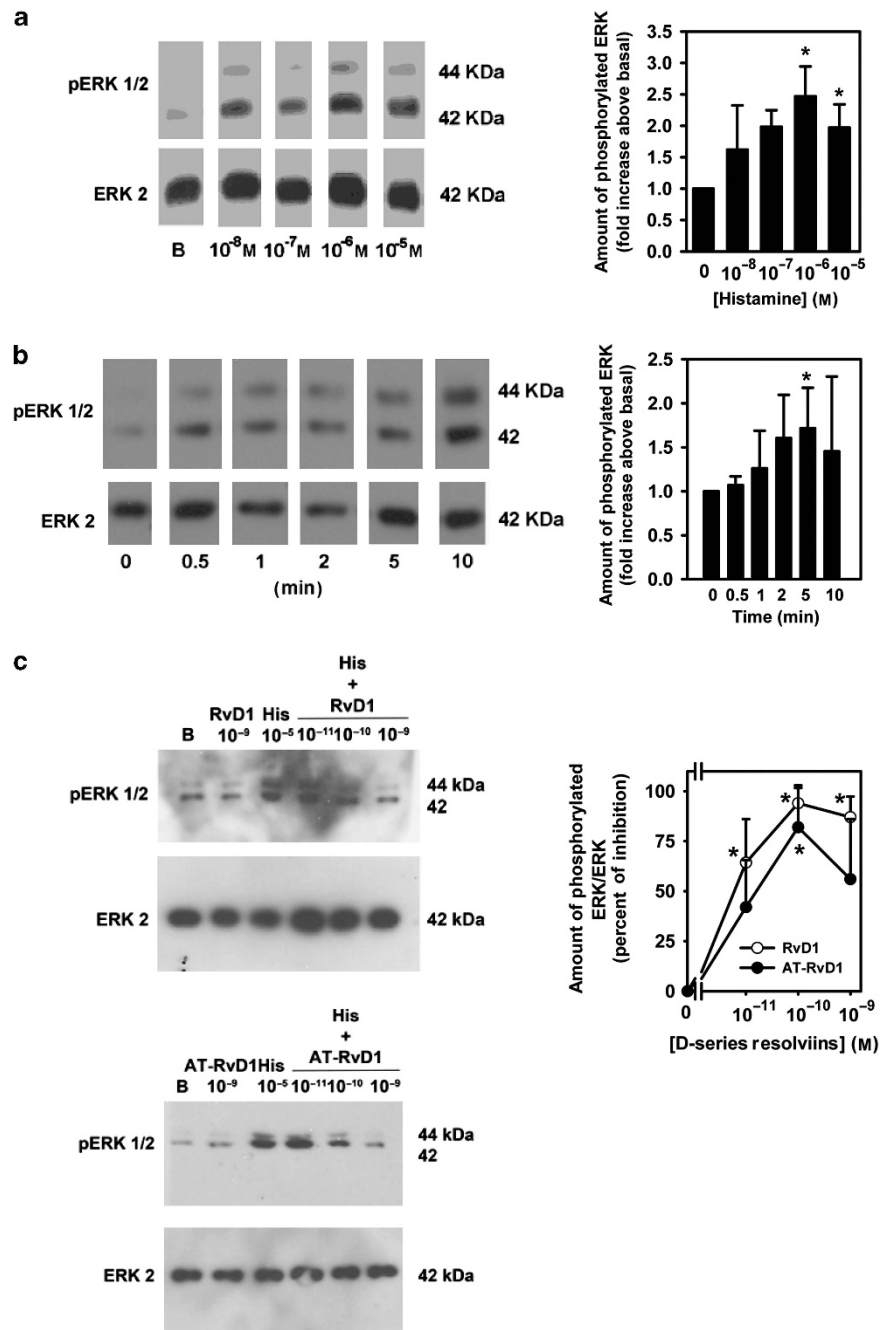 a
pERK 1/2
44 KDa
42 KDa
ERK 2
42 KDa
B 10⁻⁸M 10⁻⁷M 10⁻⁶M 10⁻⁵M
Amount of phosphorylated ERK
(fold increase above basal)
3.5
3.0
2.5
2.0
1.5
1.0
0.5
0.0
* *
0 10⁻⁸ 10⁻⁷ 10⁻⁶ 10⁻⁵
[Histamine] (M)
b
pERK 1/2
44 KDa
42
ERK 2
42 KDa
0 0.5 1 2 5 10
(min)
Amount of phosphorylated ERK
(fold increase above basal)
2.5
2.0
1.5
1.0
0.5
0.0
*
0 0.5 1 2 5 10
Time (min)
c
His
+
RvD1 His RvD1
B 10⁻⁹ 10⁻⁵ 10⁻¹¹ 10⁻¹⁰ 10⁻⁹
pERK 1/2
44 kDa
42
ERK 2
42 kDa
His
+
AT-RvD1His AT-RvD1
B 10⁻⁹ 10⁻⁵ 10⁻¹¹ 10⁻¹⁰ 10⁻⁹
pERK 1/2
44 kDa
42
ERK 2
42 kDa
Amount of phosphorylated
ERK/ERK
(percent of inhibition)
100
75
50
25
0
* * *
*
RvD1
AT-RvD1
0 10⁻¹¹ 10⁻¹⁰ 10⁻⁹
[D-series resolviins] (M)